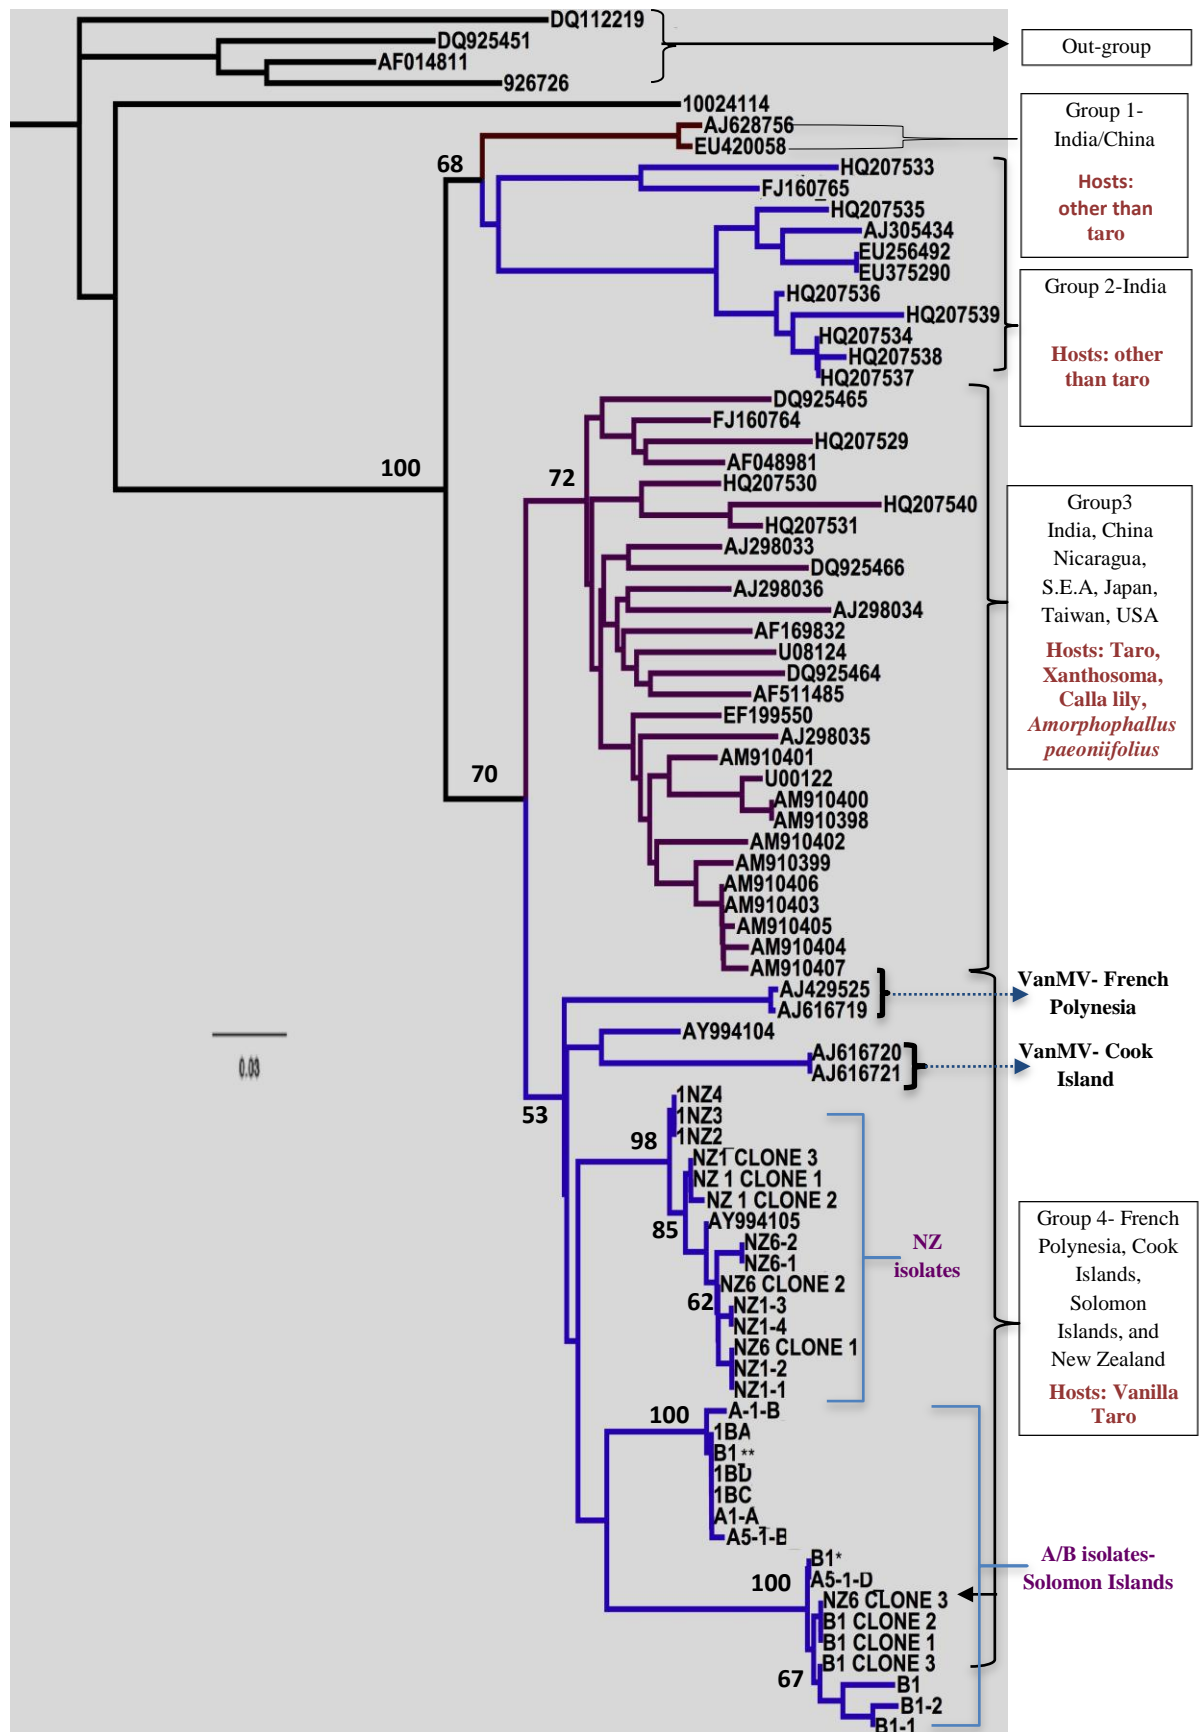 DQ112219
DQ925451
AF014811
926726
Out-group
10024114
AJ628756
EU420058
Group 1-
India/China
Hosts:
other than
taro
68
HQ207533
FJ160765
HQ207535
AJ305434
EU256492
EU375290
HQ207536
HQ207539
HQ207534
HQ207538
HQ207537
Group 2-India
Hosts: other
than taro
100
72
DQ925465
FJ160764
HQ207529
AF048981
HQ207530
HQ207540
HQ207531
AJ298033
DQ925466
AJ298036
AJ298034
AF169832
U08124
DQ925464
AF511485
EF199550
AJ298035
AM910401
U00122
AM910400
AM910398
AM910402
AM910399
AM910406
AM910403
AM910405
AM910404
AM910407
Group3
India, China
Nicaragua,
S.E.A, Japan,
Taiwan, USA
Hosts: Taro,
Xanthosoma,
Calla lily,
Amorphophallus
paeoniifolius
70
AJ429525
AJ616719
VanMV- French
Polynesia
AY994104
AJ616720
AJ616721
VanMV- Cook
Island
0.03
53
98
1NZ4
1NZ3
1NZ2
NZ1 CLONE 3
NZ 1 CLONE 1
NZ 1 CLONE 2
85
AY994105
NZ6-2
NZ6-1
NZ6 CLONE 2
62
NZ1-3
NZ1-4
NZ6 CLONE 1
NZ1-2
NZ1-1
NZ
isolates
Group 4- French
Polynesia, Cook
Islands,
Solomon
Islands, and
New Zealand
Hosts: Vanilla
Taro
100
A-1-B
1BA
B1**
1BD
1BC
A1-A
A5-1-B
100
B1*
A5-1-D
NZ6 CLONE 3
B1 CLONE 2
B1 CLONE 1
B1 CLONE 3
67
B1
B1-2
B1-1
A/B isolates-
Solomon Islands